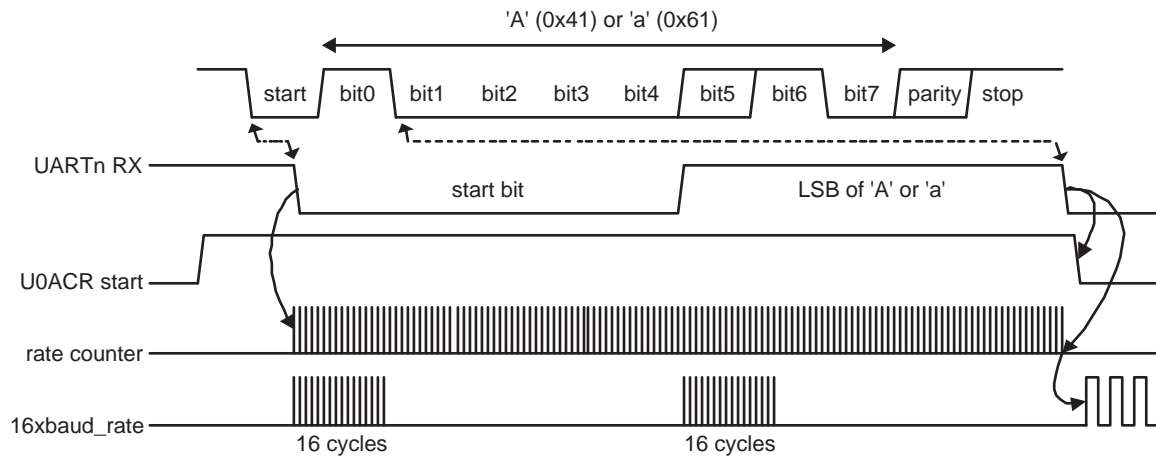 'A' (0x41) or 'a' (0x61)
start bit0 bit1 bit2 bit3 bit4 bit5 bit6 bit7 parity stop
UARTn RX
start bit
LSB of 'A' or 'a'
U0ACR start
rate counter
16xbaud_rate
16 cycles
16 cycles